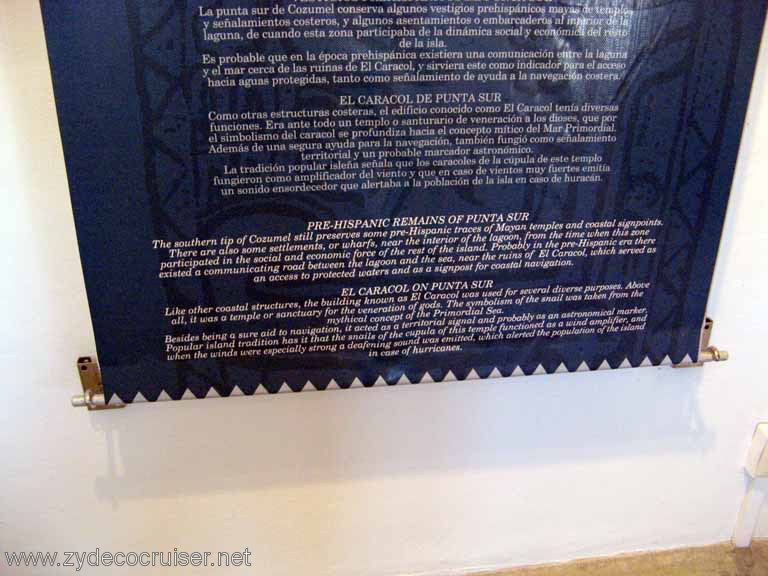 La punta sur de Cozumel conserva algunos vestigios prehispánicos mayas de templo
y señalamientos costeros, y algunos asentamientos o embarcaderos al interior de la
laguna, de cuando esta zona participaba de la dinámica social y económica del resto
de la isla.
Es probable que en la época prehispánica existiera una comunicación entre la laguna
y el mar cerca de las ruinas de El Caracol, y sirviera este como indicador para el acceso
hacia aguas protegidas, tanto como señalamiento de ayuda a la navegación costera.
EL CARACOL DE PUNTA SUR
Como otras estructuras costeras, el edificio conocido como El Caracol tenía diversas
funciones. Era ante todo un templo o santurario de veneración a los dioses, que por
el simbolismo del caracol se profundiza hacia el concepto mítico del Mar Primordial.
Además de una segura ayuda para la navegación, también fungió como señalamiento
territorial y un probable marcador astronómico.
La tradición popular isleña señala que los caracoles de la cúpula de este templo
fungieron como amplificador del viento y que en caso de vientos muy fuertes emitía
un sonido ensordecedor que alertaba a la población de la isla en caso de huracán.
PRE-HISPANIC REMAINS OF PUNTA SUR
The southern tip of Cozumel still preserves some pre-Hispanic traces of Mayan temples and coastal signpoints.
There are also some settlements, or wharfs, near the interior of the lagoon, from the time when this zone
participated in the social and economic force of the rest of the island. Probably in the pre-Hispanic era there
existed a communicating road between the lagoon and the sea, near the ruins of El Caracol, which served as
an access to protected waters and as a signpost for coastal navigation.
EL CARACOL ON PUNTA SUR
Like other coastal structures, the building known as El Caracol was used for several diverse purposes. Above
all, it was a temple or sanctuary for the veneration of gods. The symbolism of the snail was taken from the
mythical concept of the Primordial Sea.
Besides being a sure aid to navigation, it acted as a territorial signal and probably as an astronomical marker.
Popular island tradition has it that the snails of the cupula of this temple functioned as a wind amplifier, and
when the winds were especially strong a deafening sound was emitted, which alerted the population of the island
in case of hurricanes.
www.zydecocruiser.net